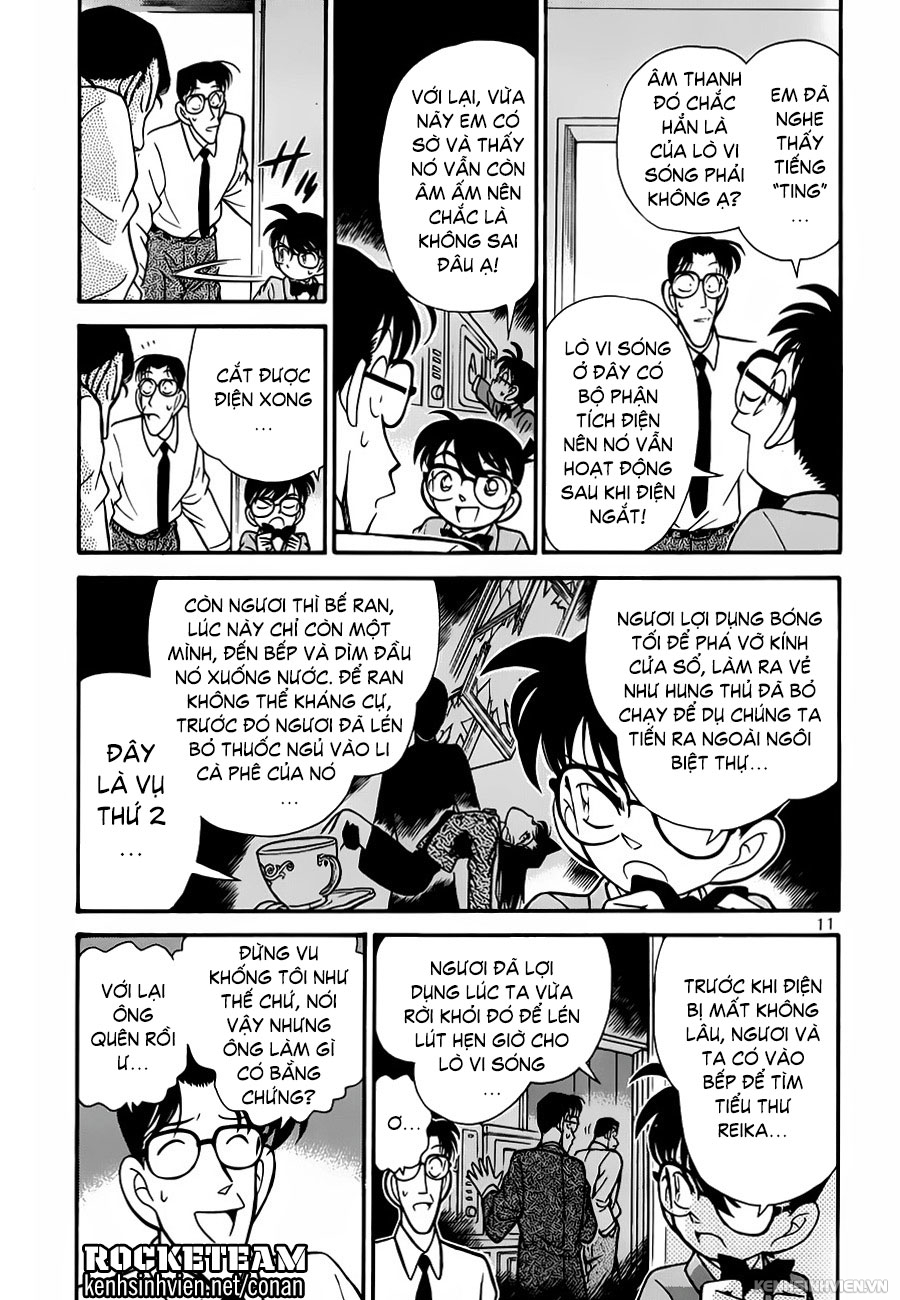 EM ĐÃ
NGHE
THẤY
TIẾNG
“TING”
...
ÂM THANH
ĐÓ CHẮC
HẲN LÀ
CỦA LÒ VI
SÓNG PHẢI
KHÔNG Ạ?
LÒ VI SÓNG
Ở ĐÂY CÓ
BỘ PHẬN
TÍCH ĐIỆN
NÊN NÓ VẪN
HOẠT ĐỘNG
SAU KHI ĐIỆN
NGẮT!
VỚI LẠI, VỪA
NÀY EM CÓ
SỜ VÀ THẤY
NÓ VẪN CÒN
ÂM ẤM NÊN
CHẮC LÀ
KHÔNG SAI
ĐÂU Ạ!
CẮT ĐƯỢC
ĐIỆN XONG
...
NGƯƠI LỢI DỤNG BÓNG
TỐI ĐỂ PHÁ VỠ KÍNH
CỬA SỔ, LÀM RA VẺ
NHƯ HUNG THỦ ĐÃ BỎ
CHẠY ĐỂ DỤ CHÚNG TA
TIẾN RA NGOÀI NGÔI
BIỆT THỰ...
CÒN NGƯƠI THÌ BẾ RAN,
LÚC NÀY CHỈ CÒN MỘT
MÌNH, ĐẾN BẾP VÀ DÌM ĐẦU
NÓ XUỐNG NƯỚC. ĐỂ RAN
KHÔNG THỂ KHÁNG CỰ,
TRƯỚC ĐÓ NGƯƠI ĐÃ LÉN
BỎ THUỐC NGỦ VÀO LI
CÀ PHÊ CỦA NÓ
...
ĐÂY
LÀ VỤ
THỨ 2
...
11
TRƯỚC KHI ĐIỆN
BỊ MẤT KHÔNG
LÂU, NGƯƠI VÀ
TA CÓ VÀO
BẾP ĐỂ TÌM
TIỂU THƯ
REIKA...
NGƯƠI ĐÃ LỢI
DỤNG LÚC TA VỪA
RỜI KHỎI ĐÓ ĐỂ LÉN
LÚT HẸN GIỜ CHO
LÒ VI SÓNG
...
Ơ...
ĐỪNG VU
KHỐNG TÔI NHƯ
THẾ CHỨ, NÓI
VẬY NHƯNG
ÔNG LÀM GÌ
CÓ BẰNG
CHỨNG?
VỚI LẠI
ÔNG
QUÊN RỒI
Ư...
ROCKETEAM
kenhsinhvien.net/conan
KENHSINHVIEN.VN